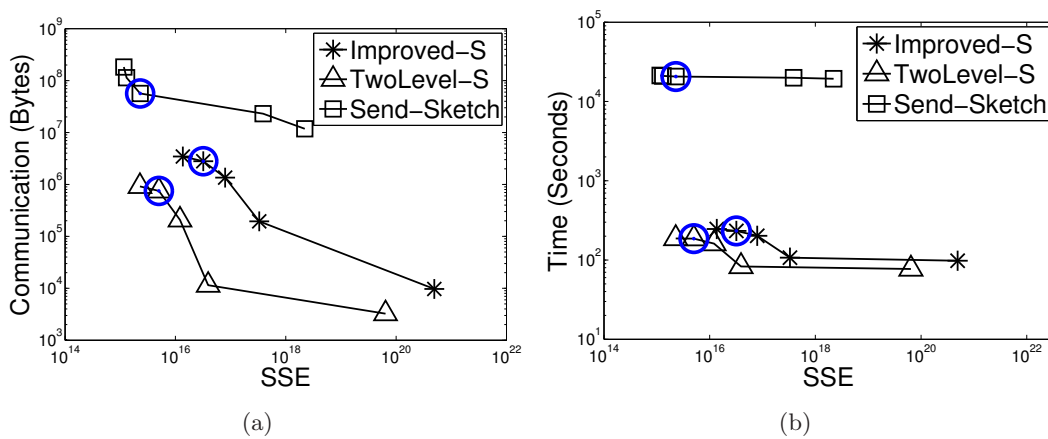 10^9
10^8
10^7
10^6
10^5
10^4
10^3
Communication (Bytes)
10^14
10^16
10^18
10^20
10^22
SSE
Improved−S
TwoLevel−S
Send−Sketch
(a)
10^5
10^4
10^3
10^2
10^1
Time (Seconds)
10^14
10^16
10^18
10^20
10^22
SSE
Improved−S
TwoLevel−S
Send−Sketch
(b)